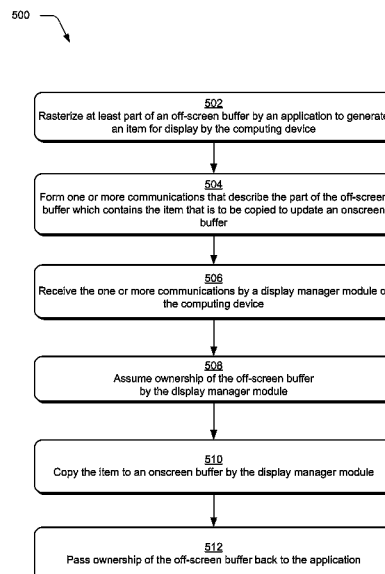 500
502
Rasterize at least part of an off-screen buffer by an application to generate
an item for display by the computing device
504
Form one or more communications that describe the part of the off-screen
buffer which contains the item that is to be copied to update an onscreen
buffer
506
Receive the one or more communications by a display manager module o
the computing device
508
Assume ownership of the off-screen buffer
by the display manager module
510
Copy the item to an onscreen buffer by the display manager module
512
Pass ownership of the off-screen buffer back to the application